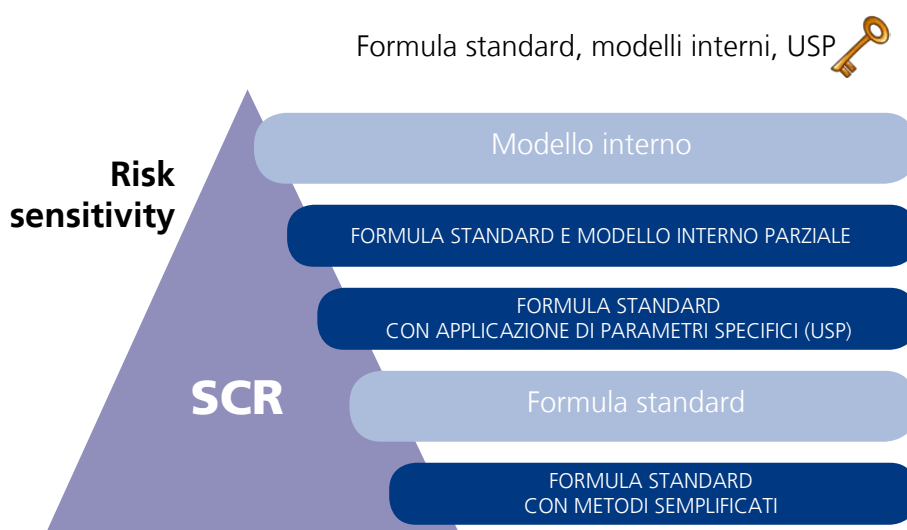 Formula standard, modelli interni, USP
Modello interno
Risk
sensitivity
FORMULA STANDARD E MODELLO INTERNO PARZIALE
FORMULA STANDARD
CON APPLICAZIONE DI PARAMETRI SPECIFICI (USP)
SCR
Formula standard
FORMULA STANDARD
CON METODI SEMPLIFICATI